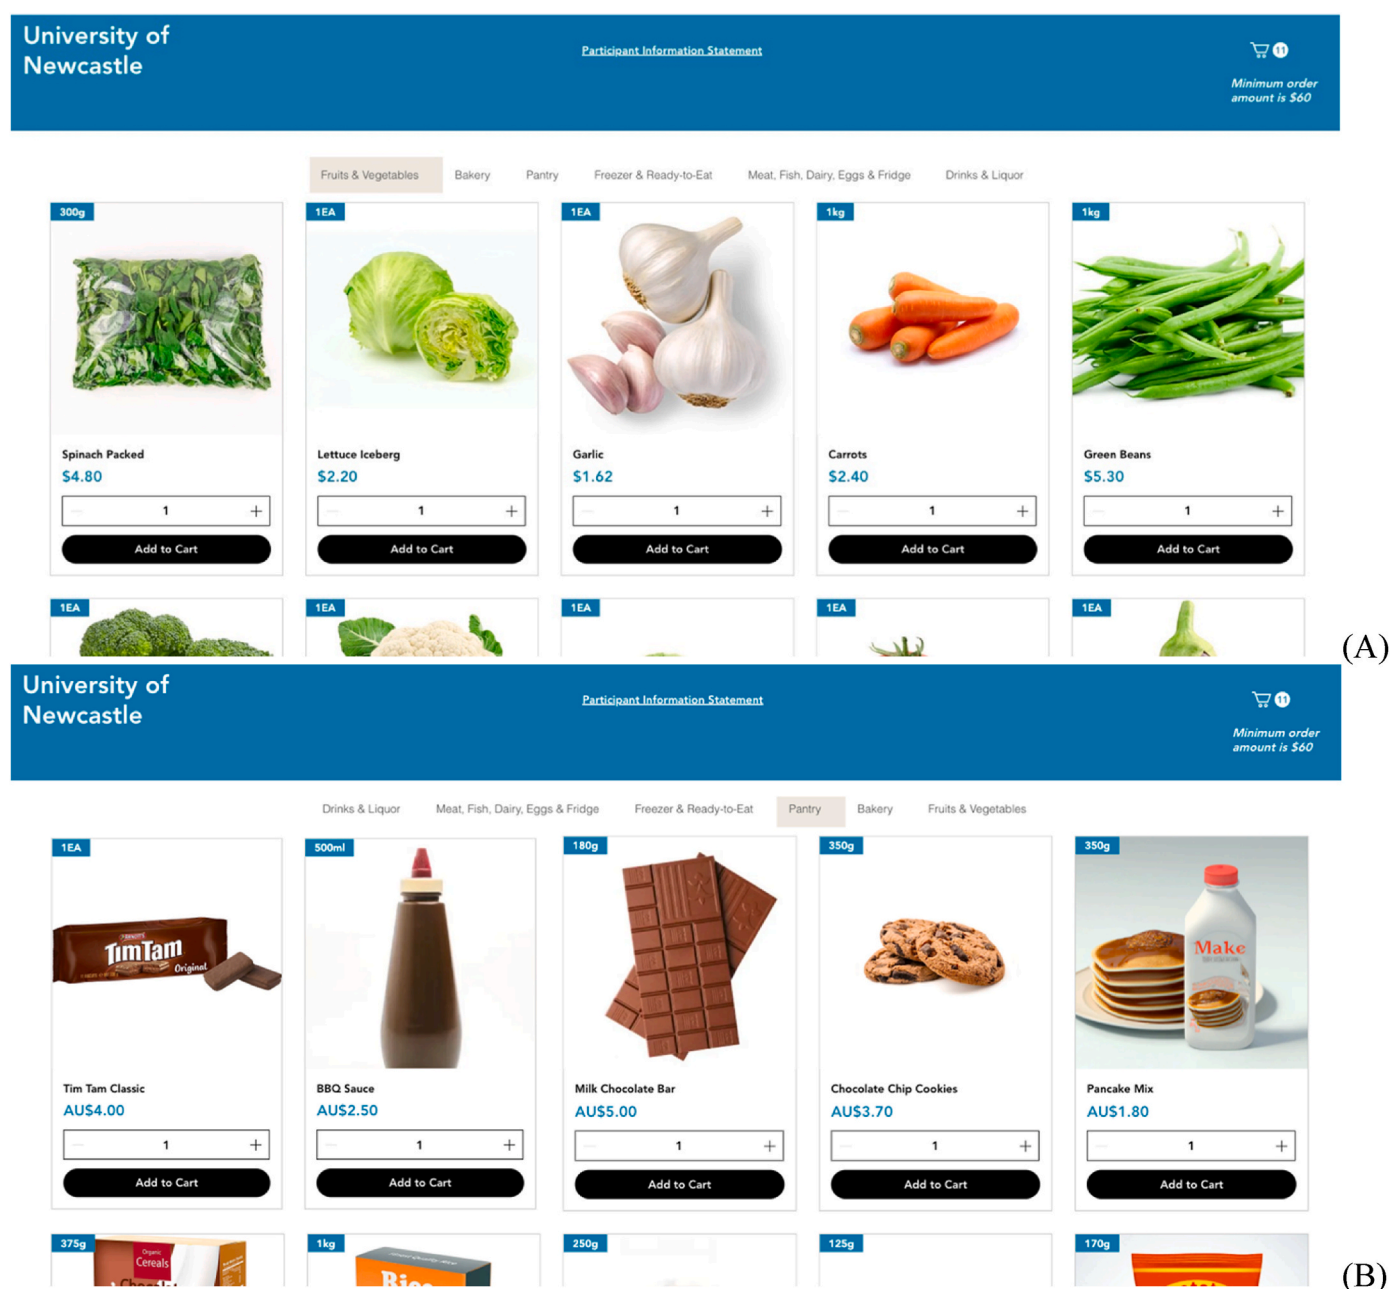 University of
Newcastle
Participant Information Statement
11
Minimum order
amount is $60
Fruits & Vegetables Bakery Pantry Freezer & Ready-to-Eat Meat, Fish, Dairy, Eggs & Fridge Drinks & Liquor
300g 1EA 1EA 1kg 1kg
Spinach Packed Lettuce Iceberg Garlic Carrots Green Beans
$4.80 $2.20 $1.62 $2.40 $5.30
1 + 1 + 1 + 1 + 1 +
Add to Cart Add to Cart Add to Cart Add to Cart Add to Cart
1EA 1EA 1EA 1EA 1EA
(A)
University of
Newcastle
Participant Information Statement
11
Minimum order
amount is $60
Drinks & Liquor Meat, Fish, Dairy, Eggs & Fridge Freezer & Ready-to-Eat Pantry Bakery Fruits & Vegetables
1EA 500ml 180g 350g 350g
TimTam
Original
Make
Tim Tam Classic BBQ Sauce Milk Chocolate Bar Chocolate Chip Cookies Pancake Mix
AU$4.00 AU$2.50 AU$5.00 AU$3.70 AU$1.80
1 + 1 + 1 + 1 + 1 +
Add to Cart Add to Cart Add to Cart Add to Cart Add to Cart
375g 1kg 250g 125g 170g
Organic
Cereals
Rice
(B)